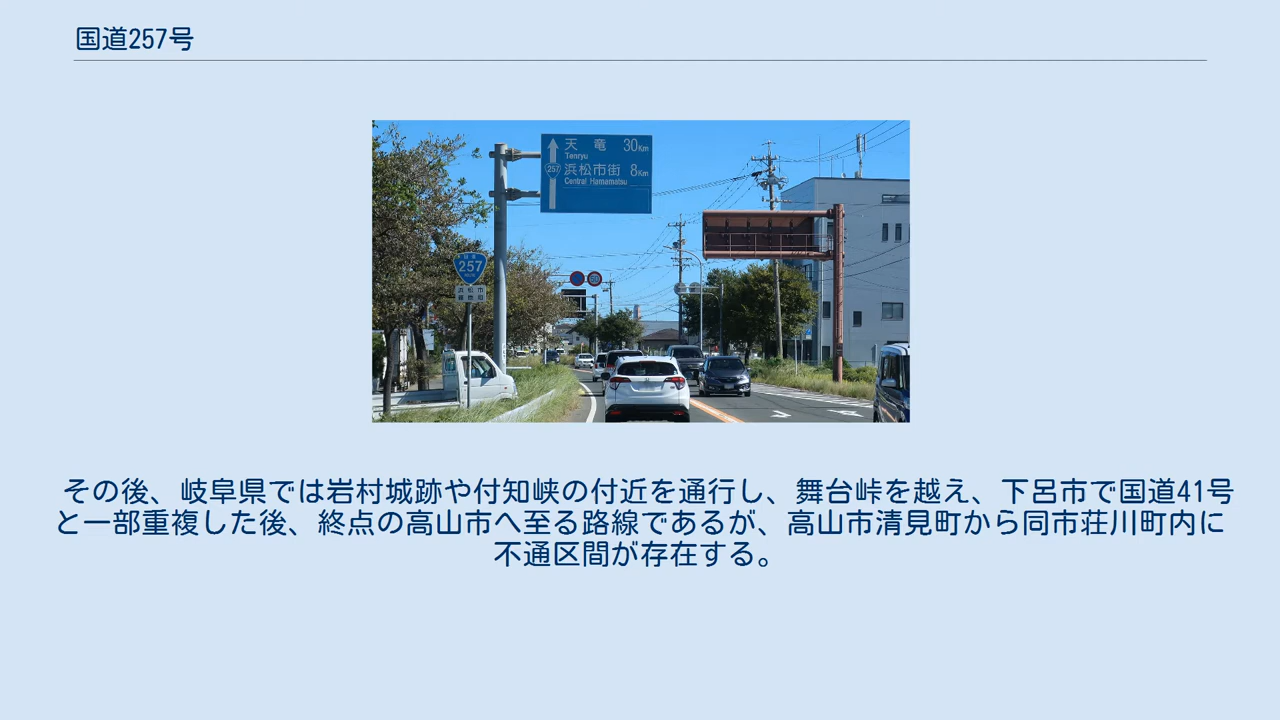 国道257号
天 竜 30Km
Tenryu
257
浜松市街 8Km
Central Hamamatsu
257
浜松市
その後、岐阜県では岩村城跡や付知峡の付近を通行し、舞台峠を越え、下呂市で国道41号
と一部重複した後、終点の高山市へ至る路線であるが、高山市清見町から同市荘川町内に
不通区間が存在する。